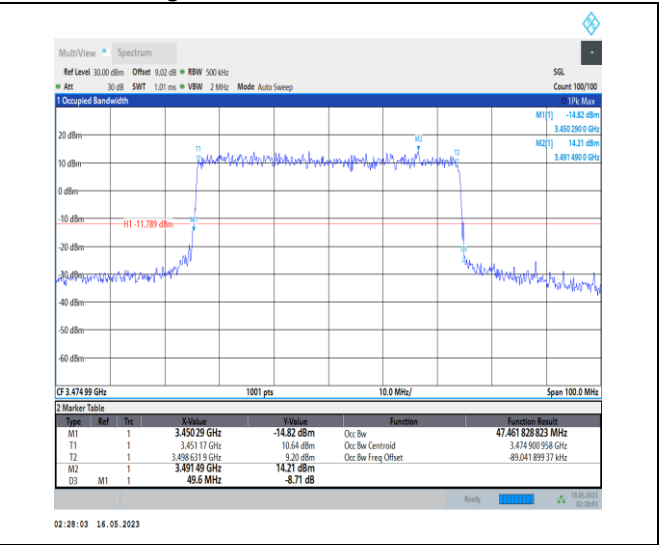 MultiView Spectrum
Ref Level 30.00 dBm Offset 9.02 dB RBW 500 kHz SGL
Att 30 dB SWT 1.01 ms VBW 2 MHz Mode Auto Sweep Count 100/100
1 Occupied Bandwidth 1Pk Max
M1[1] -14.82 dBm
3.450 290 0 GHz
M2[1] 14.21 dBm
3.491 490 0 GHz
20 dBm
M2
T1
T2
10 dBm
0 dBm
-10 dBm
M1
H1 -11.789 dBm
-20 dBm
-30 dBm
-40 dBm
-50 dBm
-60 dBm
CF 3.474 99 GHz 1001 pts 10.0 MHz/ Span 100.0 MHz
2 Marker Table
Type Ref Trc X-Value Y-Value Function Function Result
M1 1 3.450 29 GHz -14.82 dBm Occ Bw 47.461 828 823 MHz
T1 1 3.451 17 GHz 10.64 dBm Occ Bw Centroid 3.474 900 958 GHz
T2 1 3.498 631 9 GHz 9.20 dBm Occ Bw Freq Offset -89.041 899 37 kHz
M2 1 3.491 49 GHz 14.21 dBm
D3 M1 1 49.6 MHz -8.71 dB
Ready 16.05.2023
02:28:03
02:28:03 16.05.2023